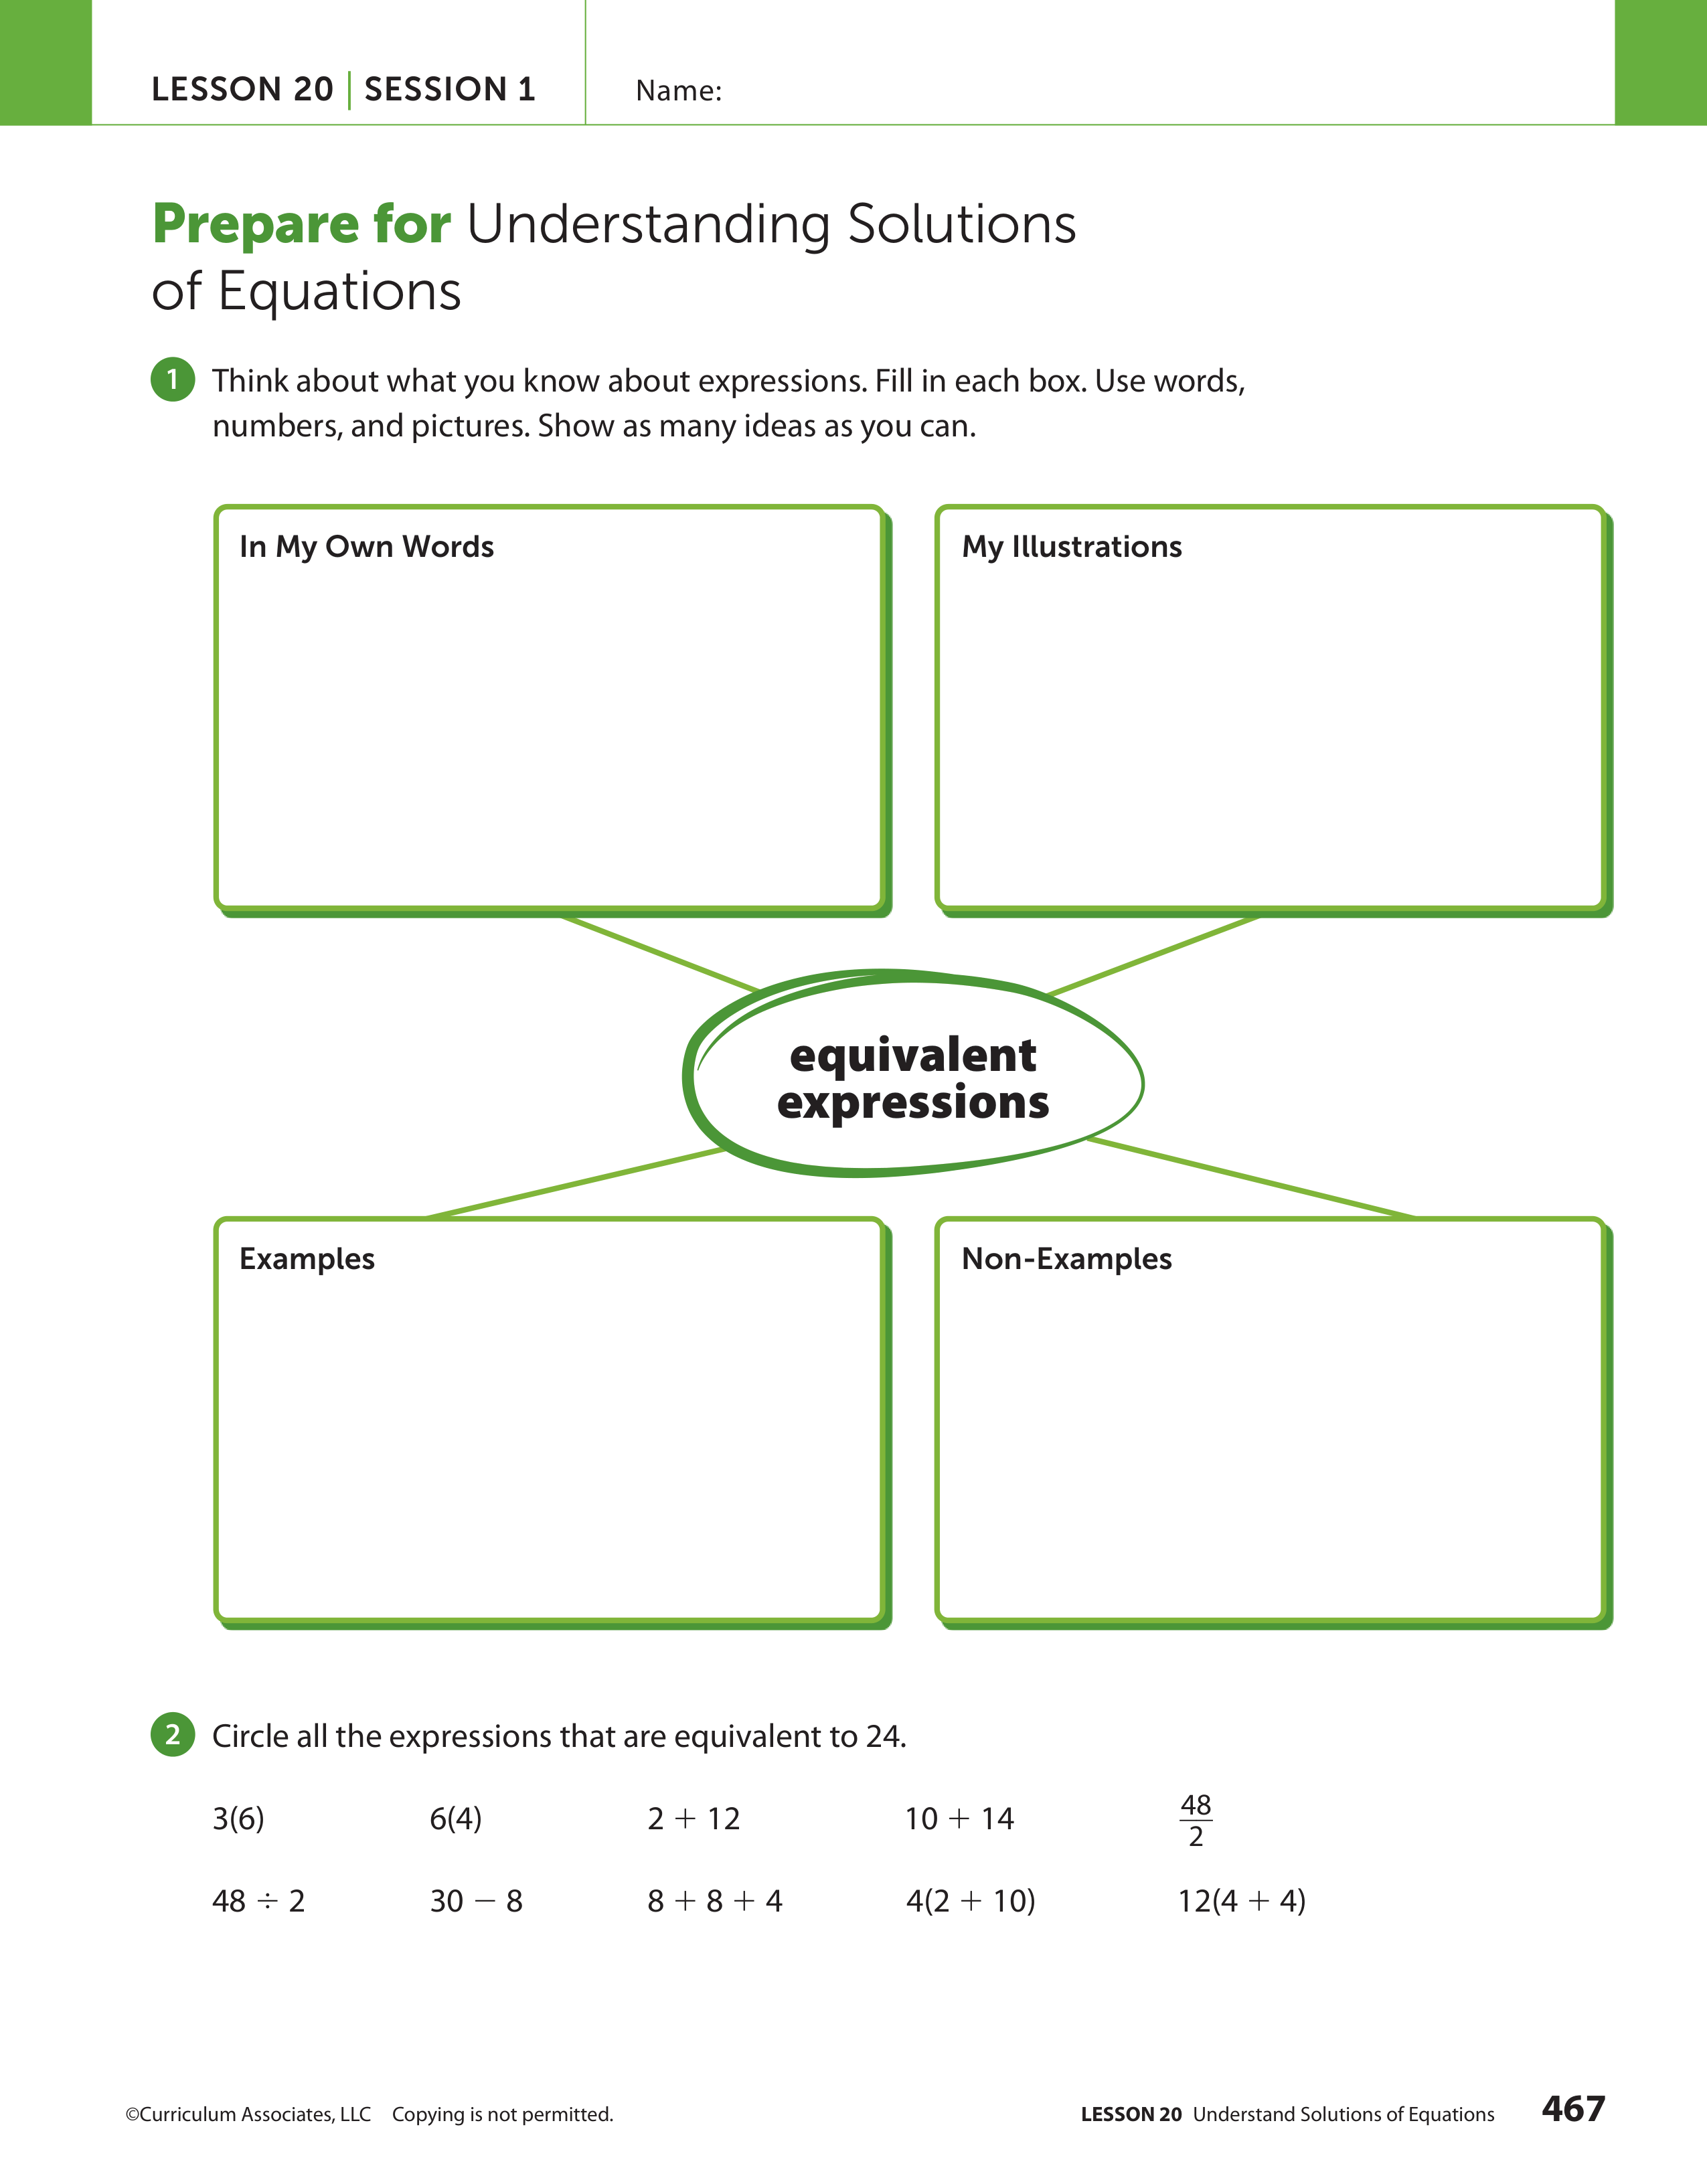 LESSON 20 | SESSION 1
Name:
Prepare for Understanding Solutions
of Equations
1 Think about what you know about expressions. Fill in each box. Use words,
numbers, and pictures. Show as many ideas as you can.
In My Own Words
My Illustrations
equivalent
expressions
Examples
Non-Examples
2 Circle all the expressions that are equivalent to 24.
3(6) 6(4) 2 + 12 10 + 14 48/2
48 ÷ 2 30 − 8 8 + 8 + 4 4(2 + 10) 12(4 + 4)
©Curriculum Associates, LLC Copying is not permitted.
LESSON 20 Understand Solutions of Equations 467